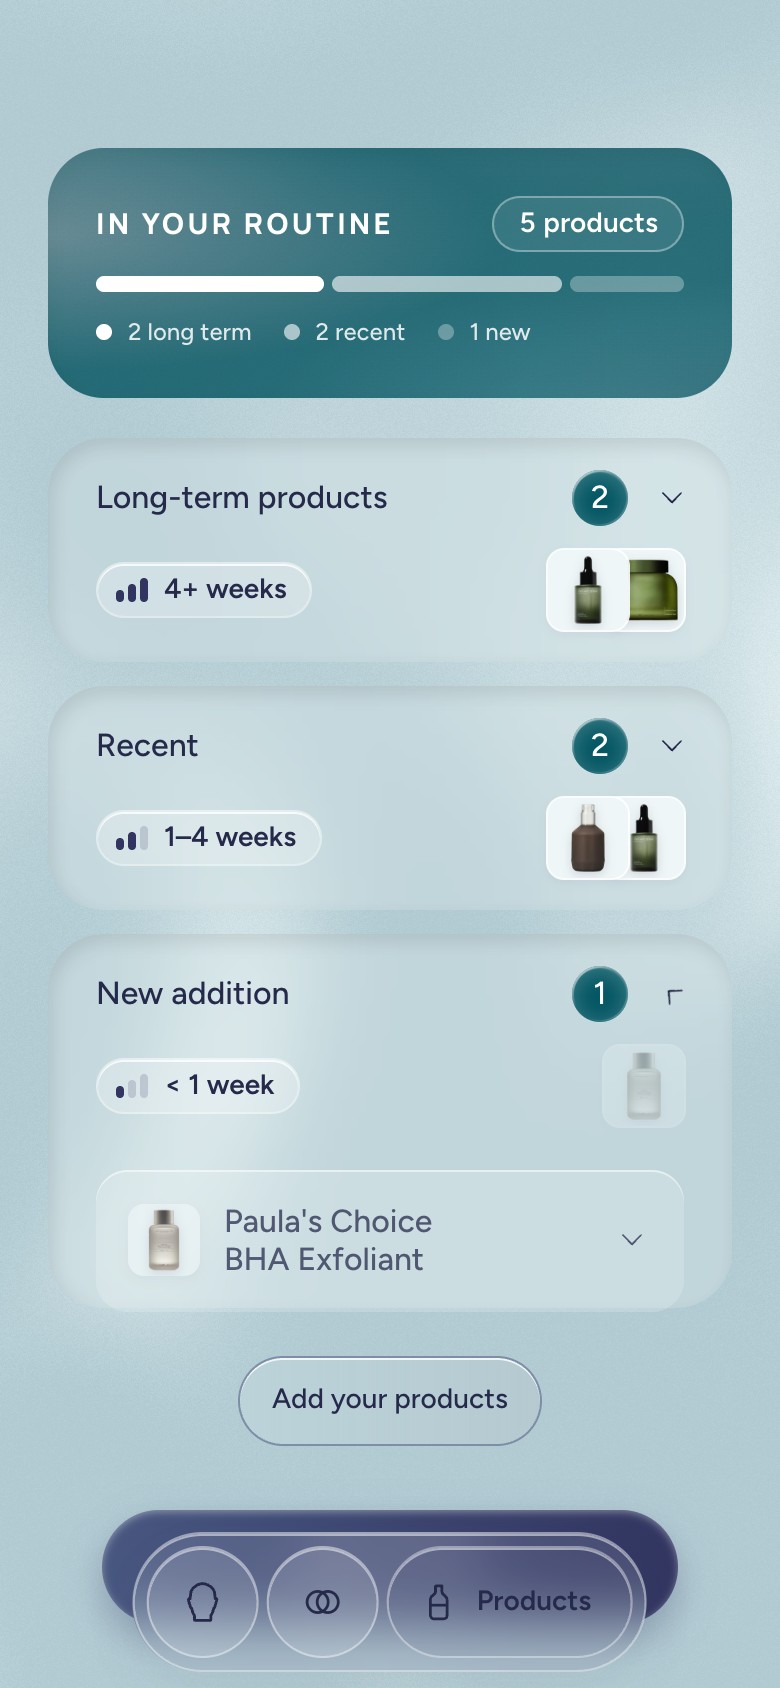 IN YOUR ROUTINE
5 products
2 long term
2 recent
1 new
Long-term products
2
4+ weeks
Recent
2
1–4 weeks
New addition
1
< 1 week
Paula's Choice
BHA Exfoliant
Add your products
Products